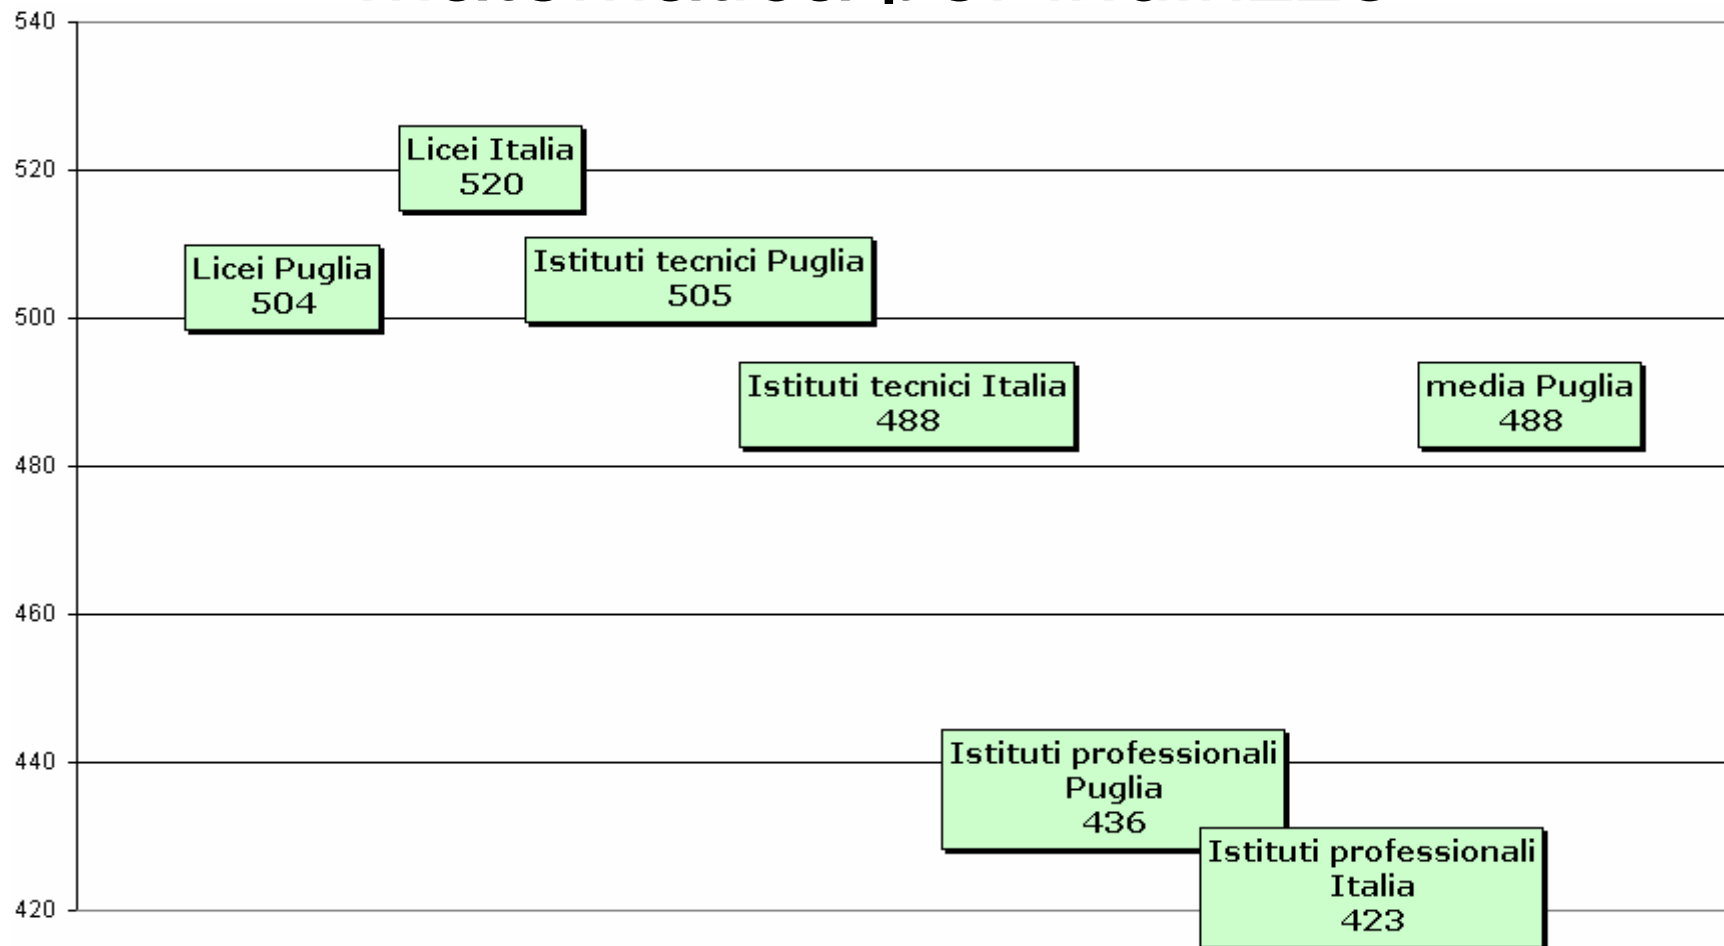 540
Licei Italia
520
520
Licei Puglia
504
Istituti tecnici Puglia
505
500
Istituti tecnici Italia
488
media Puglia
488
480
460
440
Istituti professionali
Puglia
436
Istituti professionali
Italia
423
420